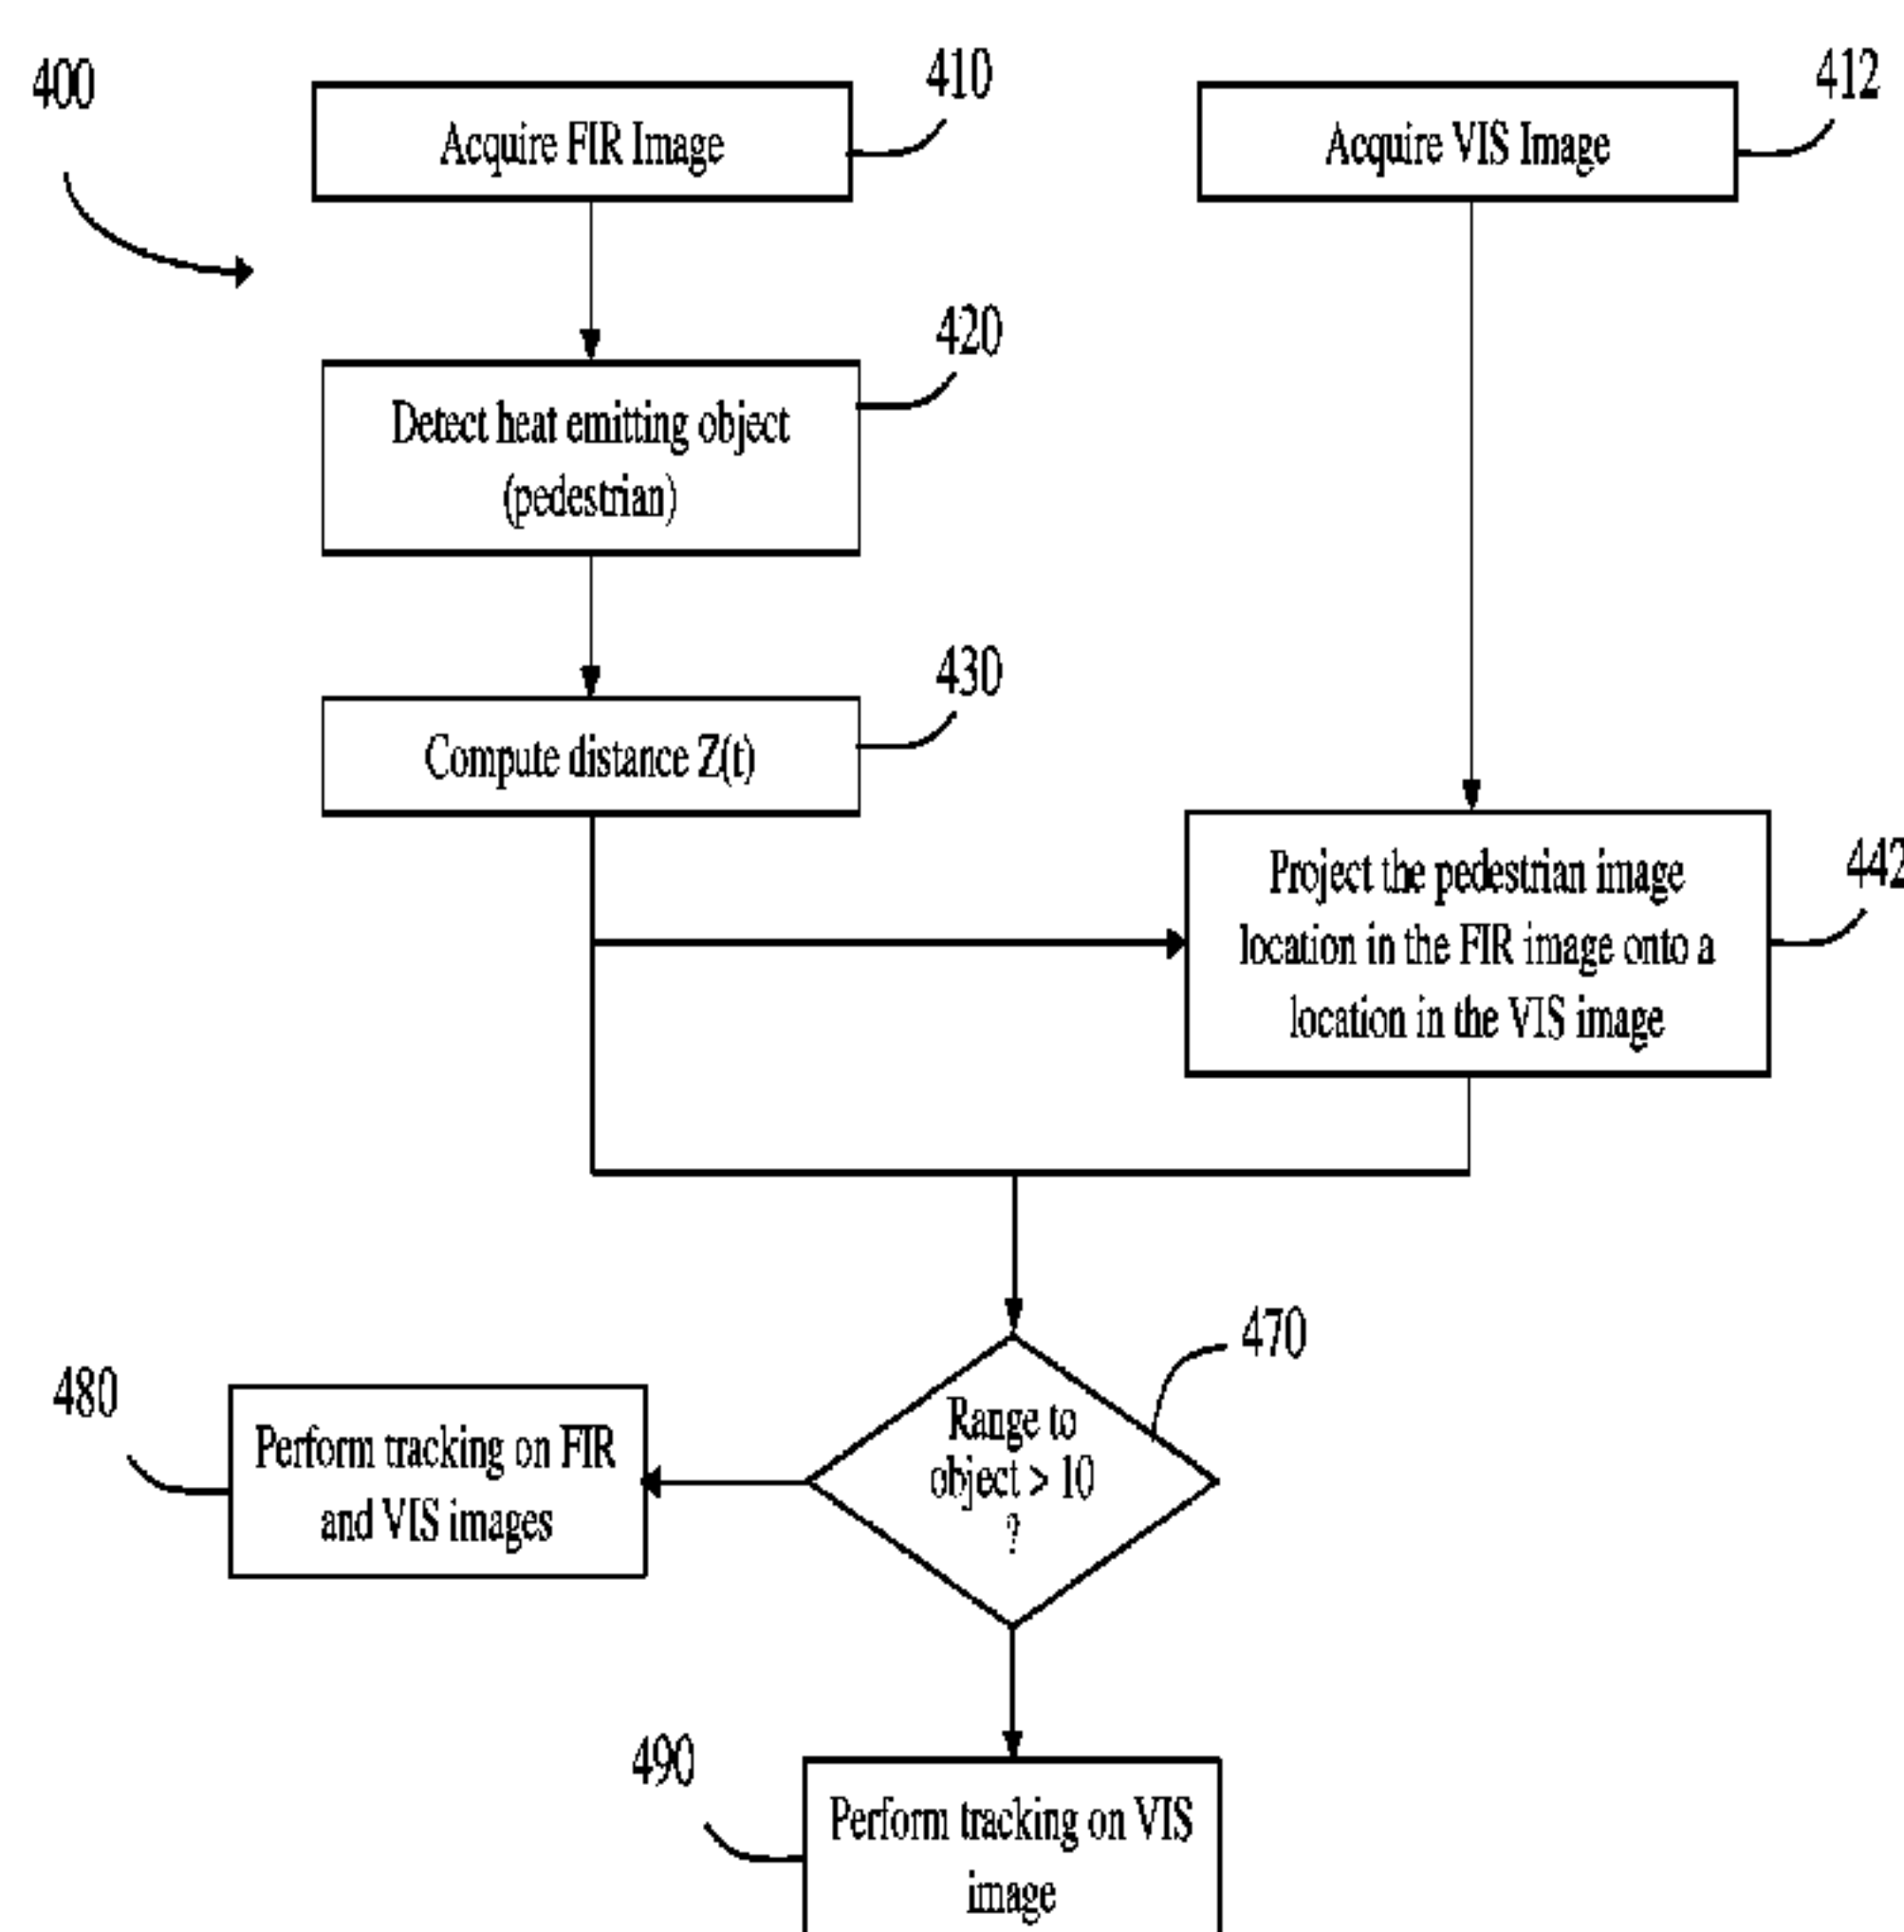 400
410
Acquire FIR Image
412
Acquire VIS Image
420
Detect heat emitting object
(pedestrian)
430
Compute distance Z(t)
442
Project the pedestrian image
location in the FIR image onto a
location in the VIS image
470
Range to
object > 10
?
480
Perform tracking on FIR
and VIS images
490
Perform tracking on VIS
image